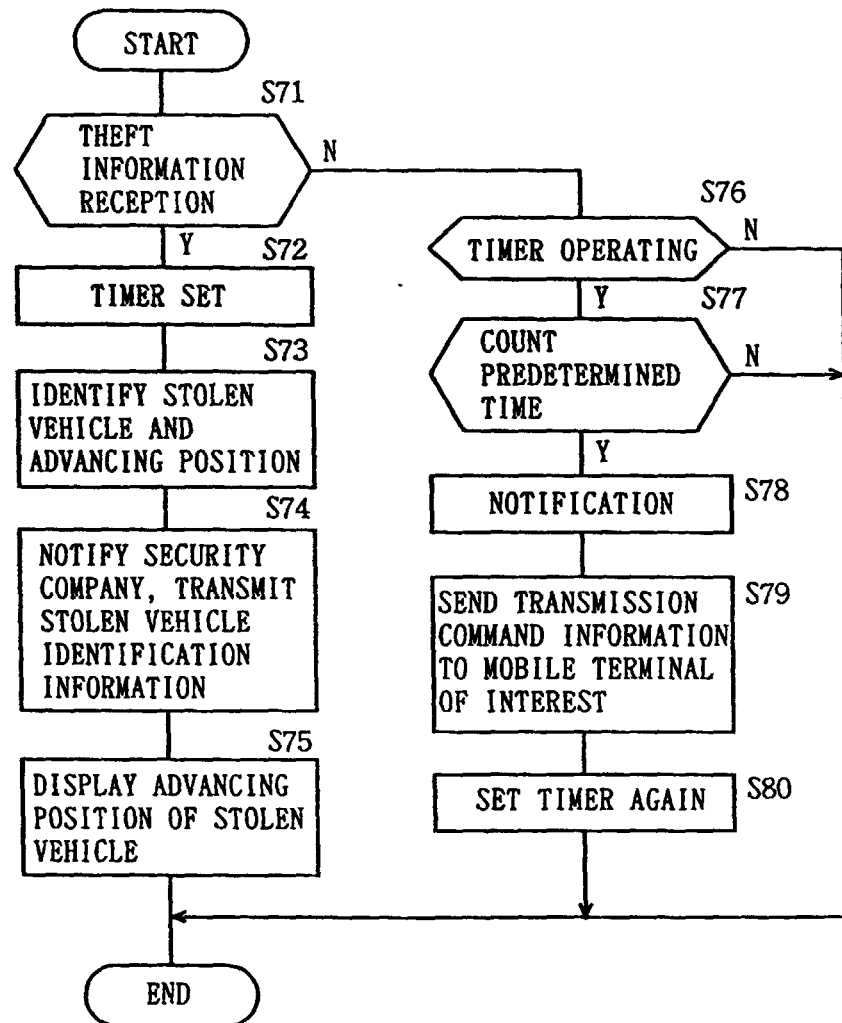 START
S71
THEFT
INFORMATION
RECEPTION
N
Y
S72
TIMER SET
S73
IDENTIFY STOLEN
VEHICLE AND
ADVANCING POSITION
S74
NOTIFY SECURITY
COMPANY, TRANSMIT
STOLEN VEHICLE
IDENTIFICATION
INFORMATION
S75
DISPLAY ADVANCING
POSITION OF STOLEN
VEHICLE
S76
TIMER OPERATING
N
Y
S77
COUNT
PREDETERMINED
TIME
N
Y
NOTIFICATION
S78
SEND TRANSMISSION
COMMAND INFORMATION
TO MOBILE TERMINAL
OF INTEREST
S79
SET TIMER AGAIN
S80
END